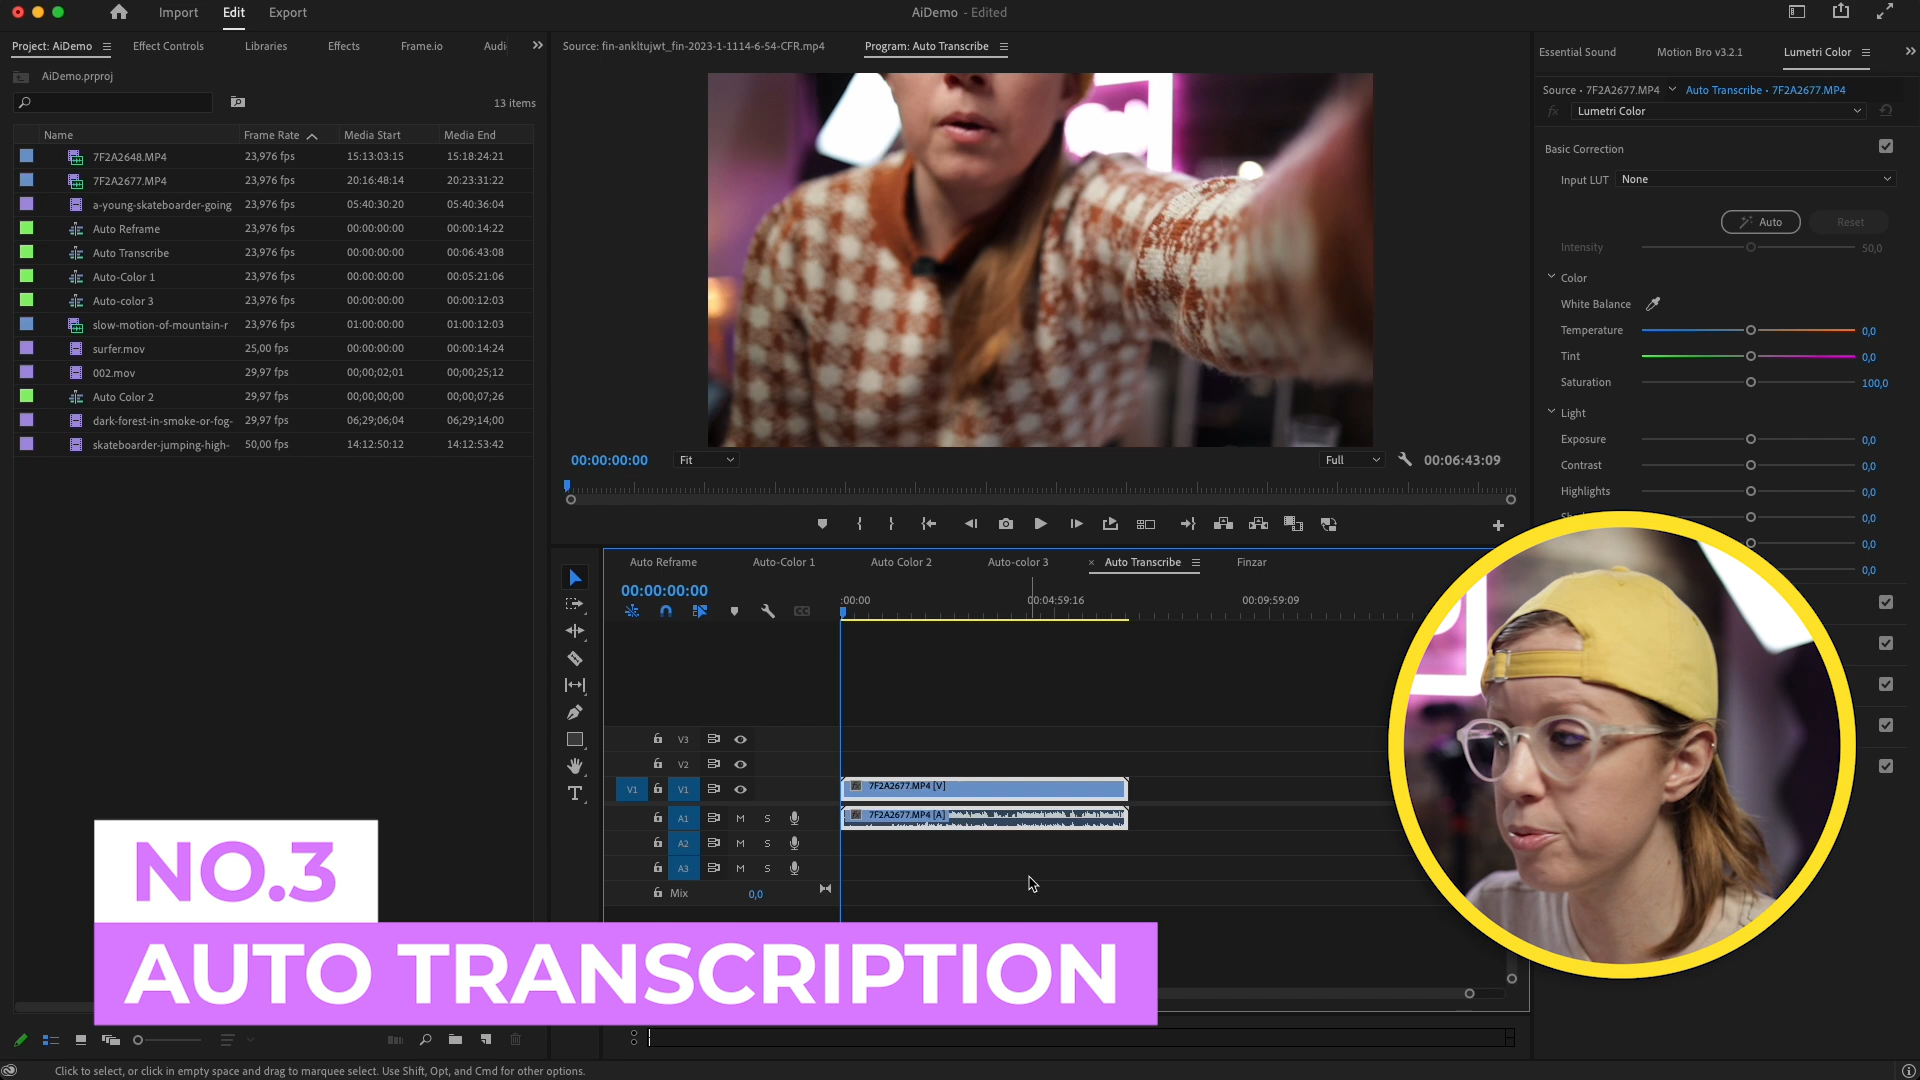 Import Edit Export
AiDemo - Edited
Project: AiDemo Effect Controls Libraries Effects Frame.io Audi
Source: fin-ankltujwt_fin-2023-1-1114-6-54-CFR.mp4 Program: Auto Transcribe
Essential Sound Motion Bro v3.2.1 Lumetri Color
AiDemo.prproj
13 items
Name Frame Rate Media Start Media End
7F2A2648.MP4 23,976 fps 15:13:03:15 15:18:24:21
7F2A2677.MP4 23,976 fps 20:16:48:14 20:23:31:22
a-young-skateboarder-going 23,976 fps 05:40:30:20 05:40:36:04
Auto Reframe 23,976 fps 00:00:00:00 00:00:14:22
Auto Transcribe 23,976 fps 00:00:00:00 00:06:43:08
Auto-Color 1 23,976 fps 00:00:00:00 00:05:21:06
Auto-color 3 23,976 fps 00:00:00:00 00:00:12:03
slow-motion-of-mountain-r 23,976 fps 01:00:00:00 01:00:12:03
surfer.mov 25,00 fps 00:00:00:00 00:00:14:24
002.mov 29,97 fps 00;00;02;01 00;00;25;12
Auto Color 2 29,97 fps 00;00;00;00 00;00;07;26
dark-forest-in-smoke-or-fog- 29,97 fps 06;29;06;04 06;29;14;00
skateboarder-jumping-high- 50,00 fps 14:12:50:12 14:12:53:42
00:00:00:00 Fit Full 00:06:43:09
Source • 7F2A2677.MP4 Auto Transcribe • 7F2A2677.MP4
fx Lumetri Color
Basic Correction
Input LUT None
Auto Reset
Intensity 50,0
Color
White Balance
Temperature 0,0
Tint 0,0
Saturation 100,0
Light
Exposure 0,0
Contrast 0,0
Highlights 0,0
0,0
0,0
0,0
Auto Reframe Auto-Color 1 Auto Color 2 Auto-color 3 × Auto Transcribe Finzar
00:00:00:00
:00:00 00:04:59:16 00:09:59:09
V3
V2
V1 V1 fx 7F2A2677.MP4 [V]
A1 M S fx 7F2A2677.MP4 [A]
A2 M S
A3 M S
Mix 0,0
NO.3
AUTO TRANSCRIPTION
Click to select, or click in empty space and drag to marquee select. Use Shift, Opt, and Cmd for other options.